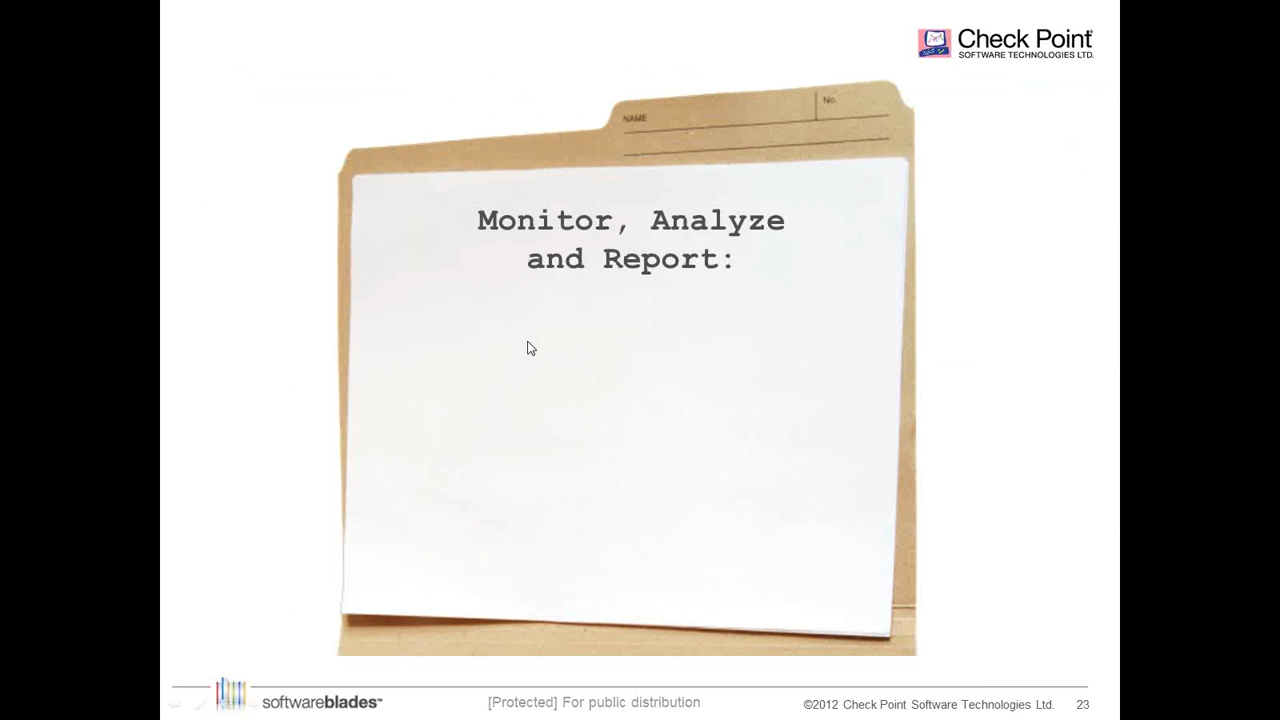 Check Point
SOFTWARE TECHNOLOGIES LTD.
NAME
No.
Monitor, Analyze
and Report:
softwareblades™
[Protected] For public distribution
©2012 Check Point Software Technologies Ltd.
23